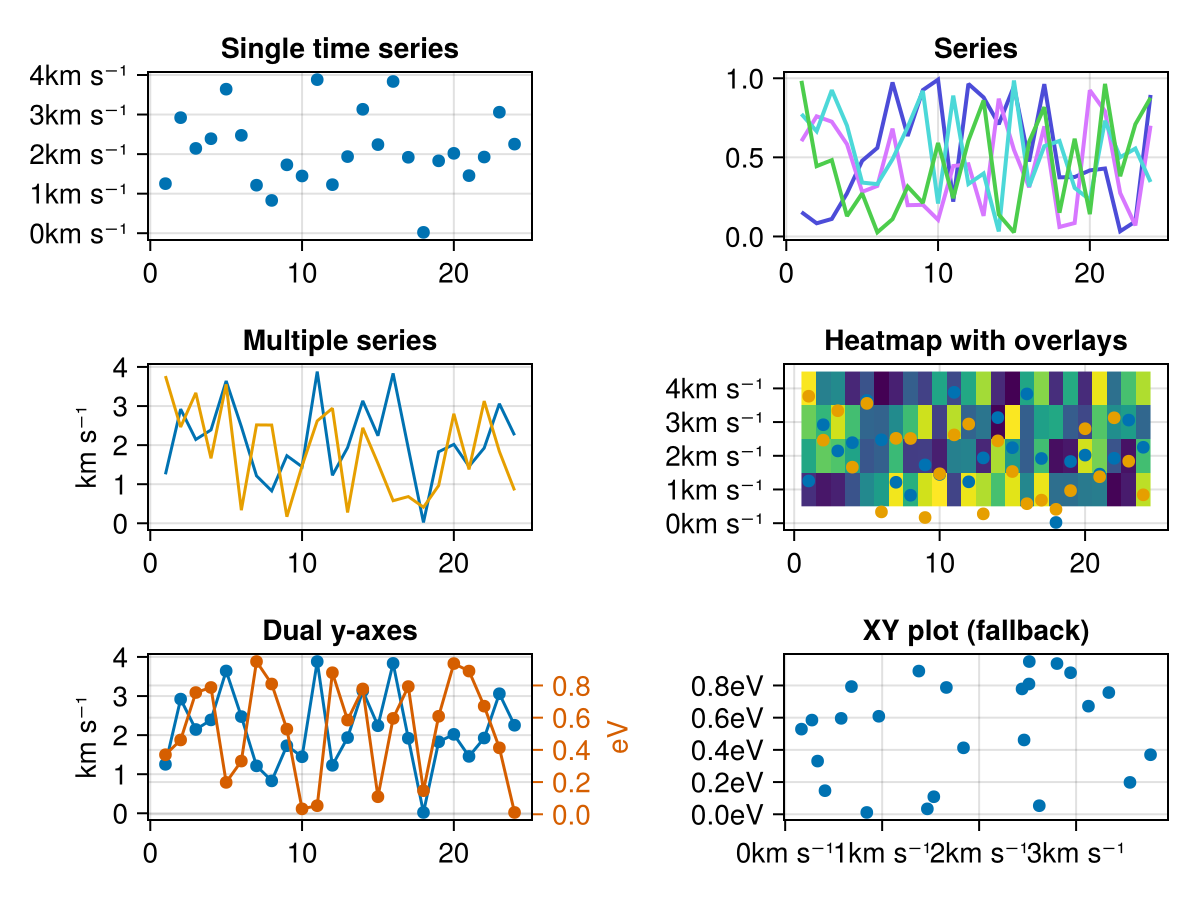 Single time series
4km s⁻¹
3km s⁻¹
2km s⁻¹
1km s⁻¹
0km s⁻¹
0 10 20
Series
1.0
0.5
0.0
0 10 20
Multiple series
km s⁻¹
4
3
2
1
0
0 10 20
Heatmap with overlays
4km s⁻¹
3km s⁻¹
2km s⁻¹
1km s⁻¹
0km s⁻¹
0 10 20
Dual y-axes
km s⁻¹
4
3
2
1
0
0 10 20
0.8
0.6
0.4
0.2
0.0
eV
XY plot (fallback)
0.8eV
0.6eV
0.4eV
0.2eV
0.0eV
0km s⁻¹1km s⁻¹2km s⁻¹3km s⁻¹